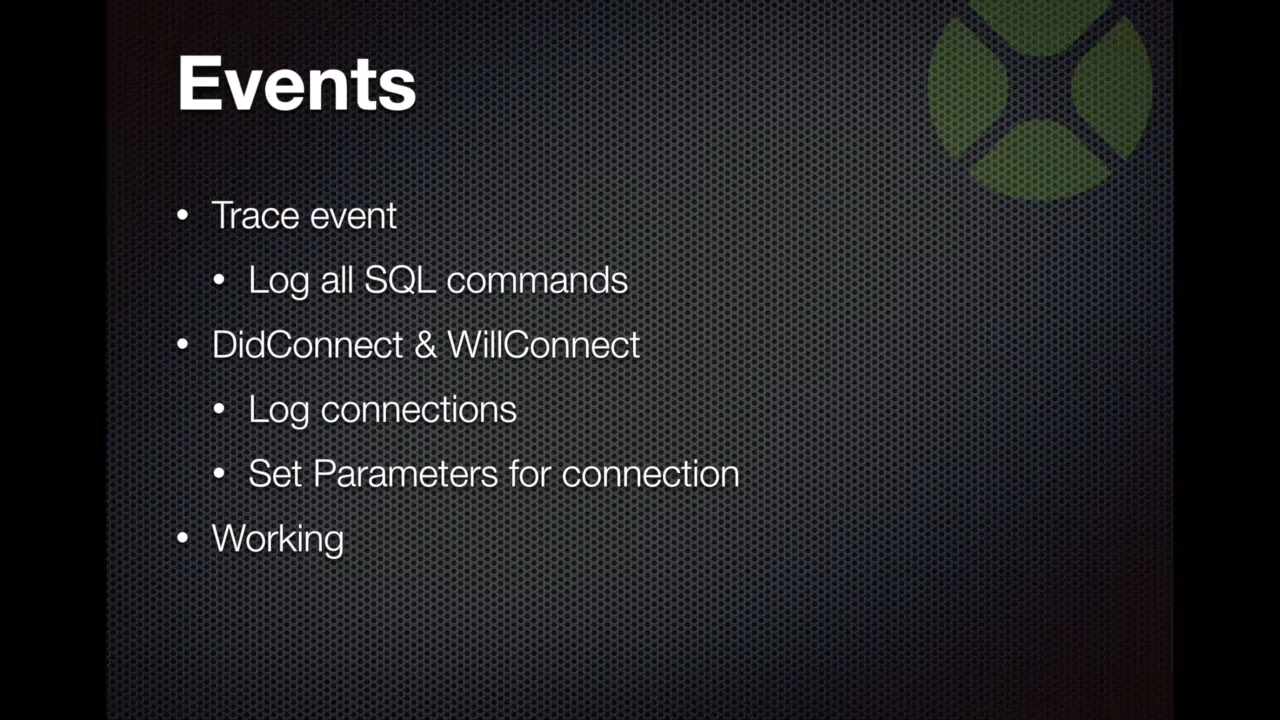 Events
• Trace event
• Log all SQL commands
• DidConnect & WillConnect
• Log connections
• Set Parameters for connection
• Working